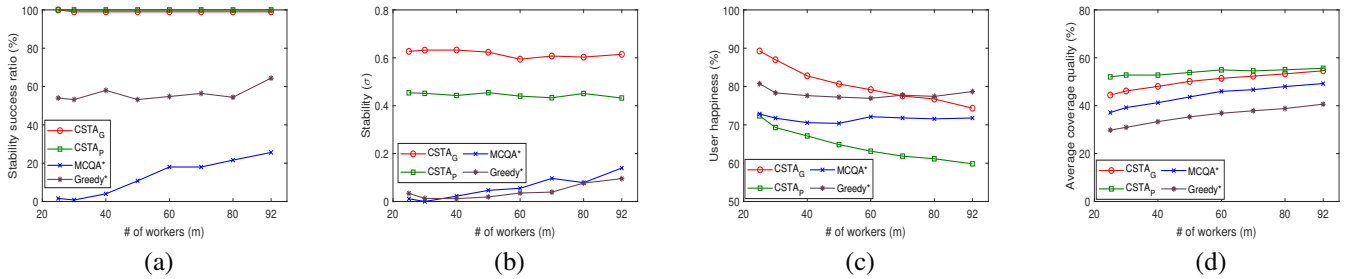 Stability success ratio (%)
100
80
60
40
20
0
CSTA_G
CSTA_P
MCQA*
Greedy*
20 40 60 80 92
# of workers (m)
(a)
Stability (σ)
0.8
0.6
0.4
0.2
0
CSTA_G MCQA*
CSTA_P Greedy*
20 40 60 80 92
# of workers (m)
(b)
User happiness (%)
100
90
80
70
60
50
CSTA_G MCQA*
CSTA_P Greedy*
20 40 60 80 92
# of workers (m)
(c)
Average coverage quality (%)
80
60
40
20
0
CSTA_G MCQA*
CSTA_P Greedy*
20 40 60 80 92
# of workers (m)
(d)